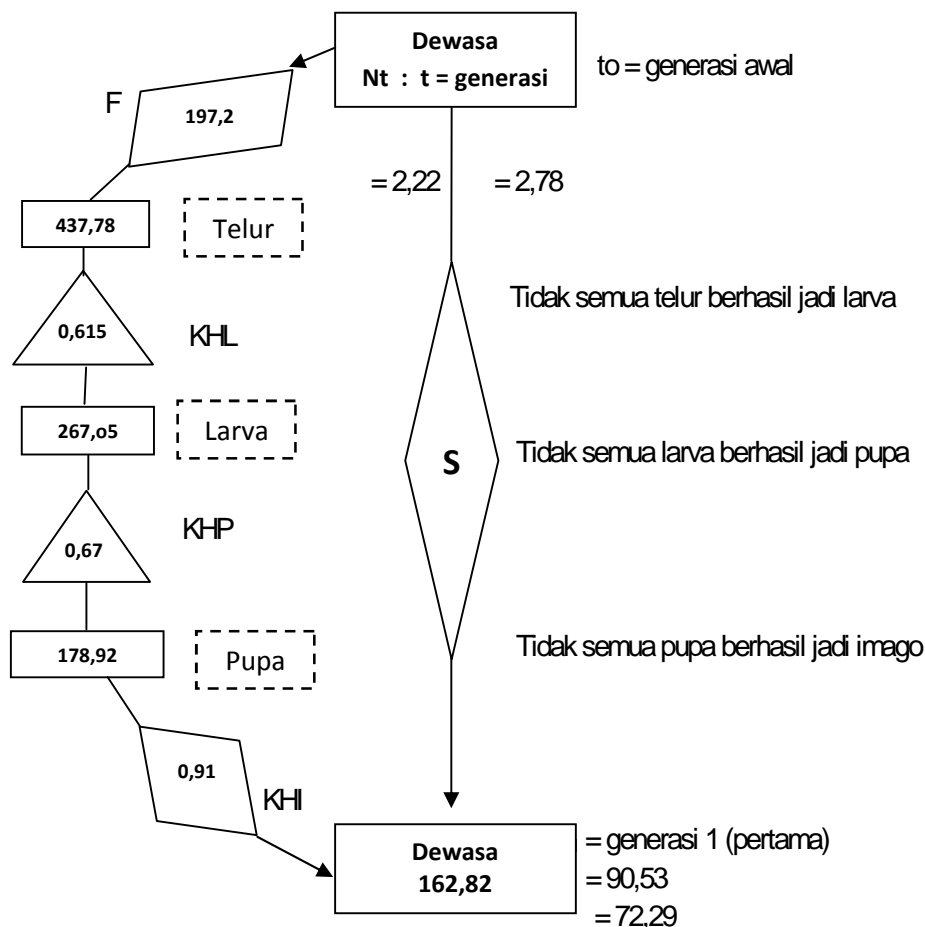 Dewasa
Nt : t = generasi
to = generasi awal
F
197,2
= 2,22
= 2,78
437,78
Telur
Tidak semua telur berhasil jadi larva
0,615
KHL
267,o5
Larva
S
Tidak semua larva berhasil jadi pupa
KHP
0,67
Tidak semua pupa berhasil jadi imago
178,92
Pupa
0,91
KHI
Dewasa
162,82
= generasi 1 (pertama)
= 90,53
= 72,29